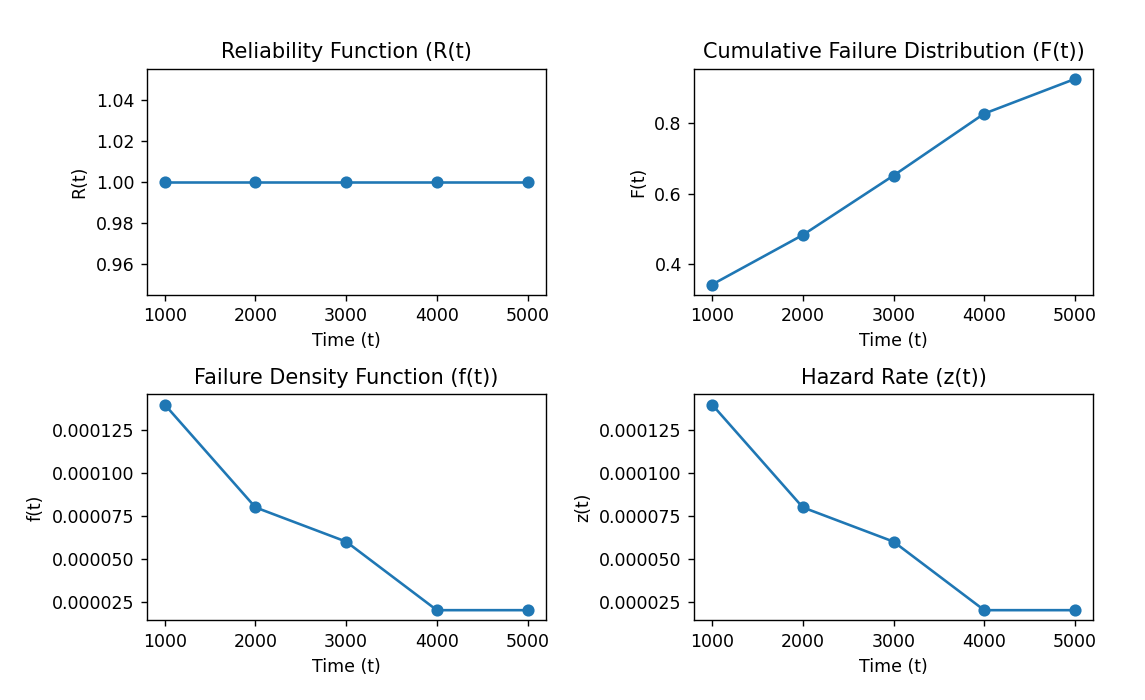 Reliability Function (R(t)
1.04
1.02
1.00
0.98
0.96
R(t)
1000 2000 3000 4000 5000
Time (t)
Cumulative Failure Distribution (F(t))
0.8
0.6
0.4
F(t)
1000 2000 3000 4000 5000
Time (t)
Failure Density Function (f(t))
0.000125
0.000100
0.000075
0.000050
0.000025
f(t)
1000 2000 3000 4000 5000
Time (t)
Hazard Rate (z(t))
0.000125
0.000100
0.000075
0.000050
0.000025
z(t)
1000 2000 3000 4000 5000
Time (t)